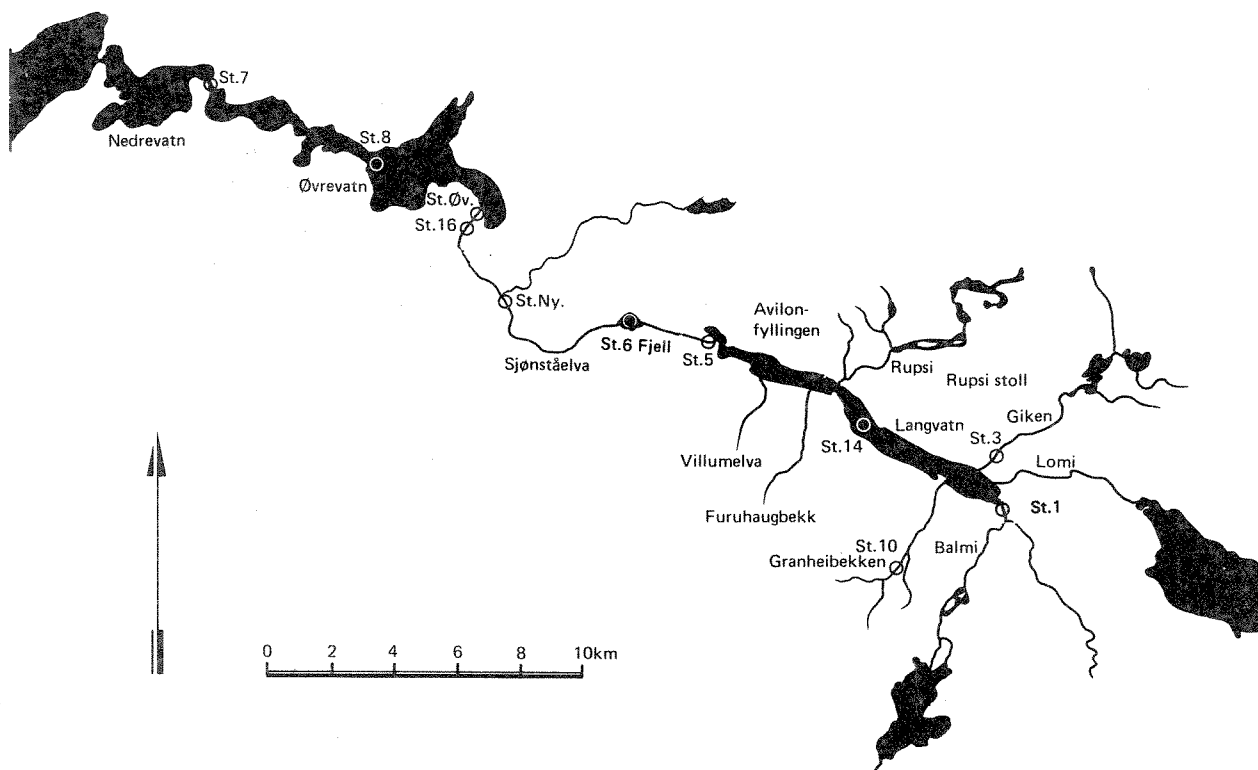 St.7
Nedrevatn
St.8
Øvrevatn
St.Øv.
St.16
St.Ny.
Avilon-
fyllingen
St.6 Fjell
St.5
Sjønståelva
Rupsi
Rupsi stoll
Giken
Langvatn
St.3
St.14
Lomi
Villumelva
Furuhaugbekk
St.1
St.10
Balmi
Granheibekken
0 2 4 6 8 10km